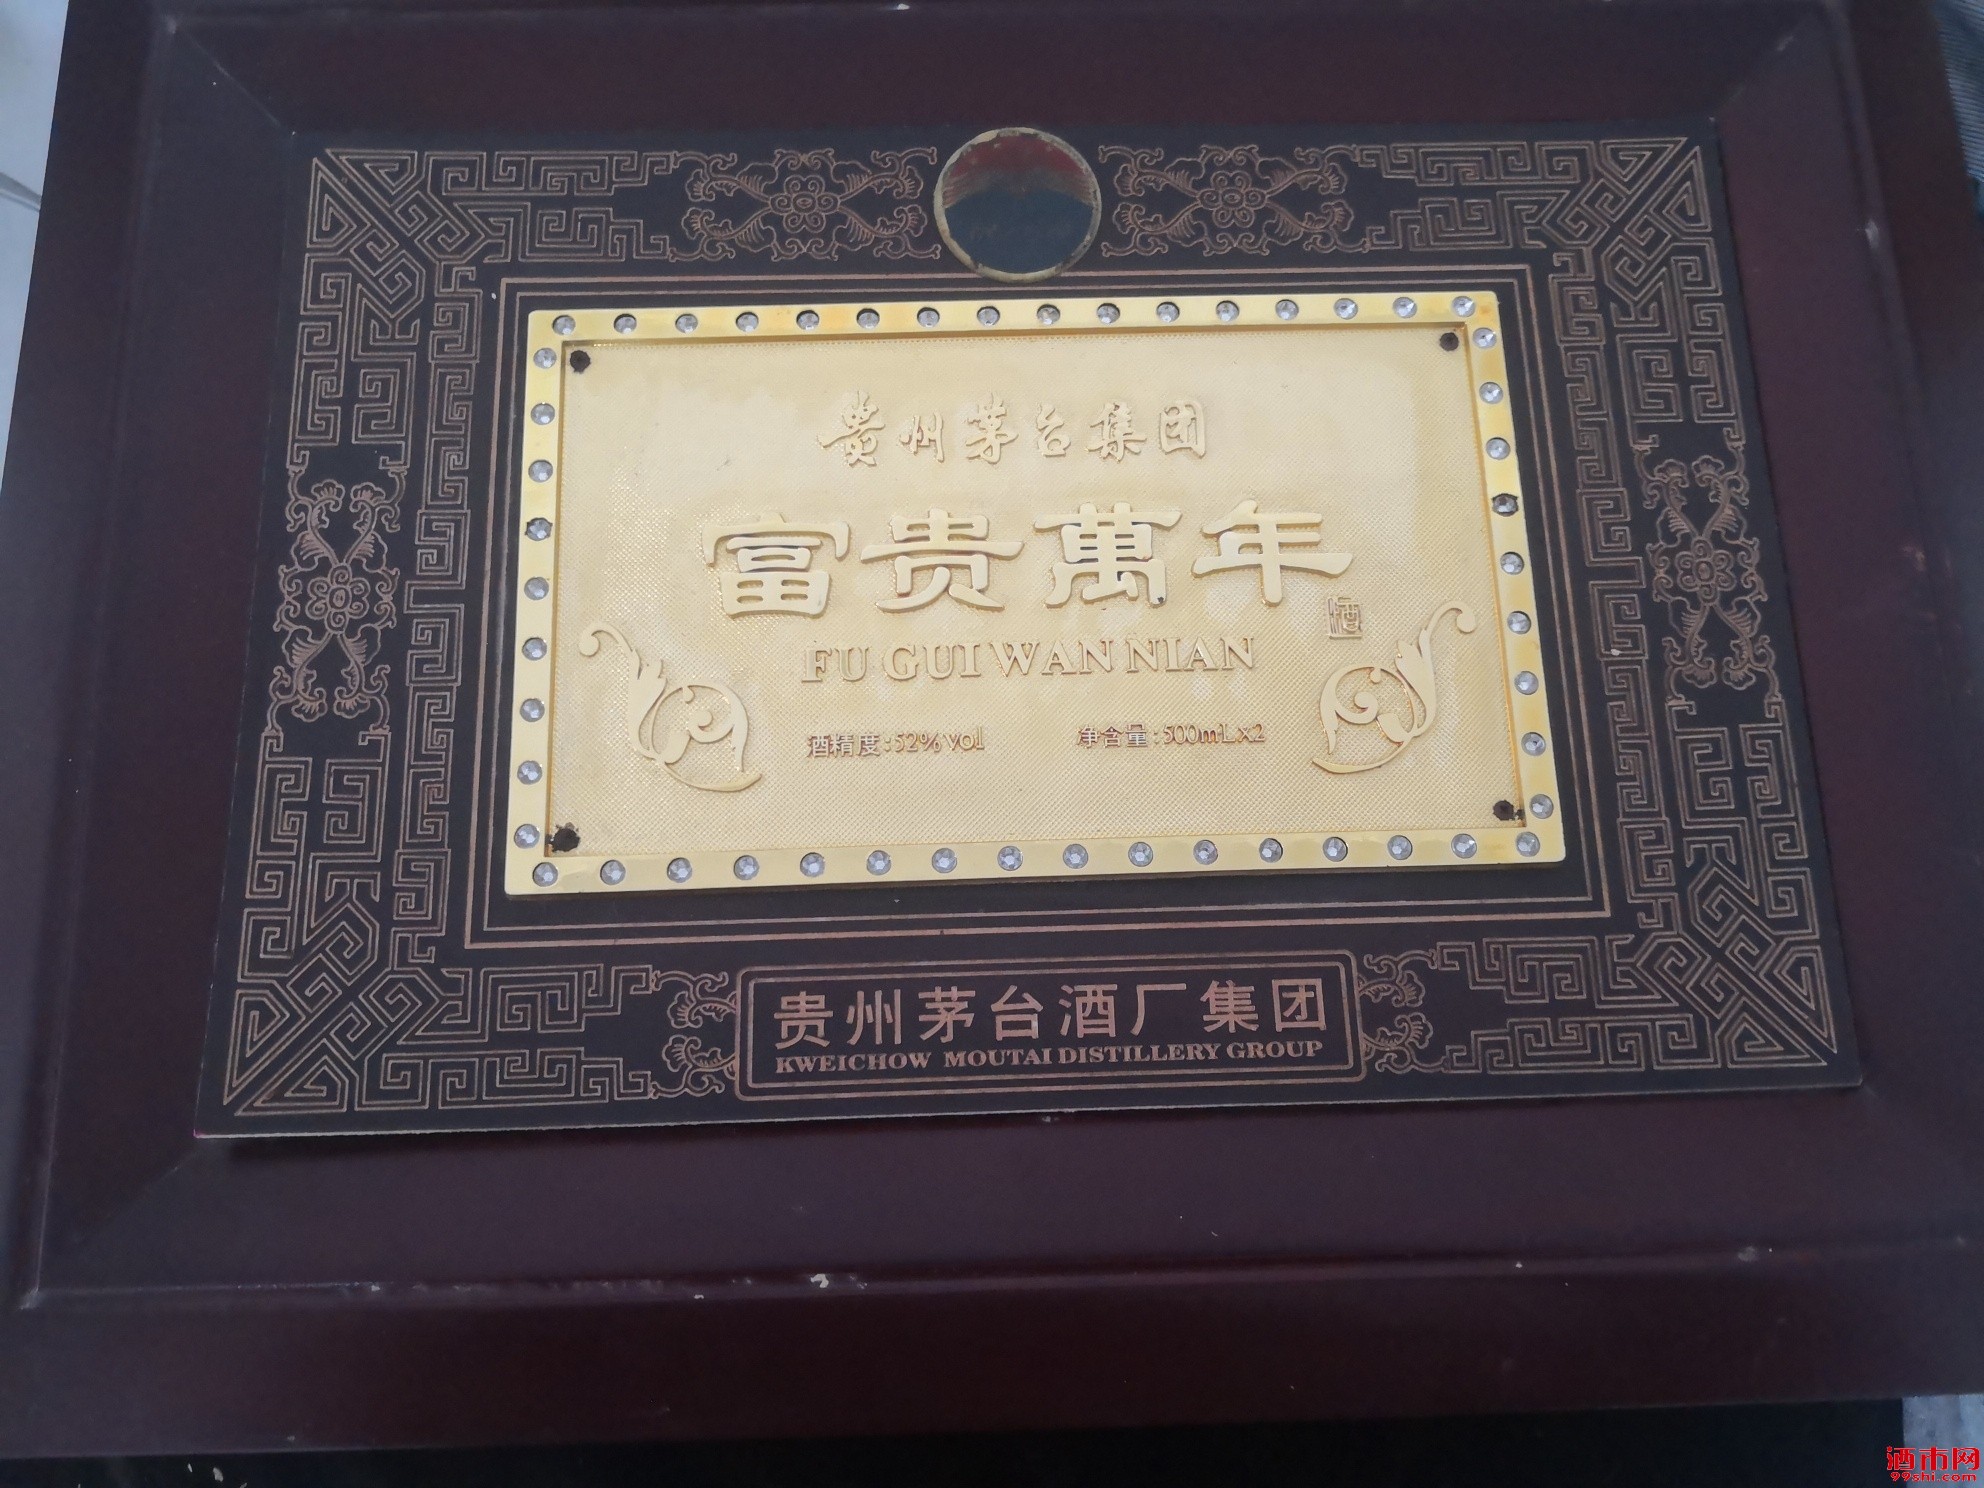 贵州茅台集团
富贵萬年
酒
FU GUI WAN NIAN
酒精度:52%vol
净含量:500mLx2
贵州茅台酒厂集团
KWEICHOW MOUTAI DISTILLERY GROUP
酒市网
99shi.com